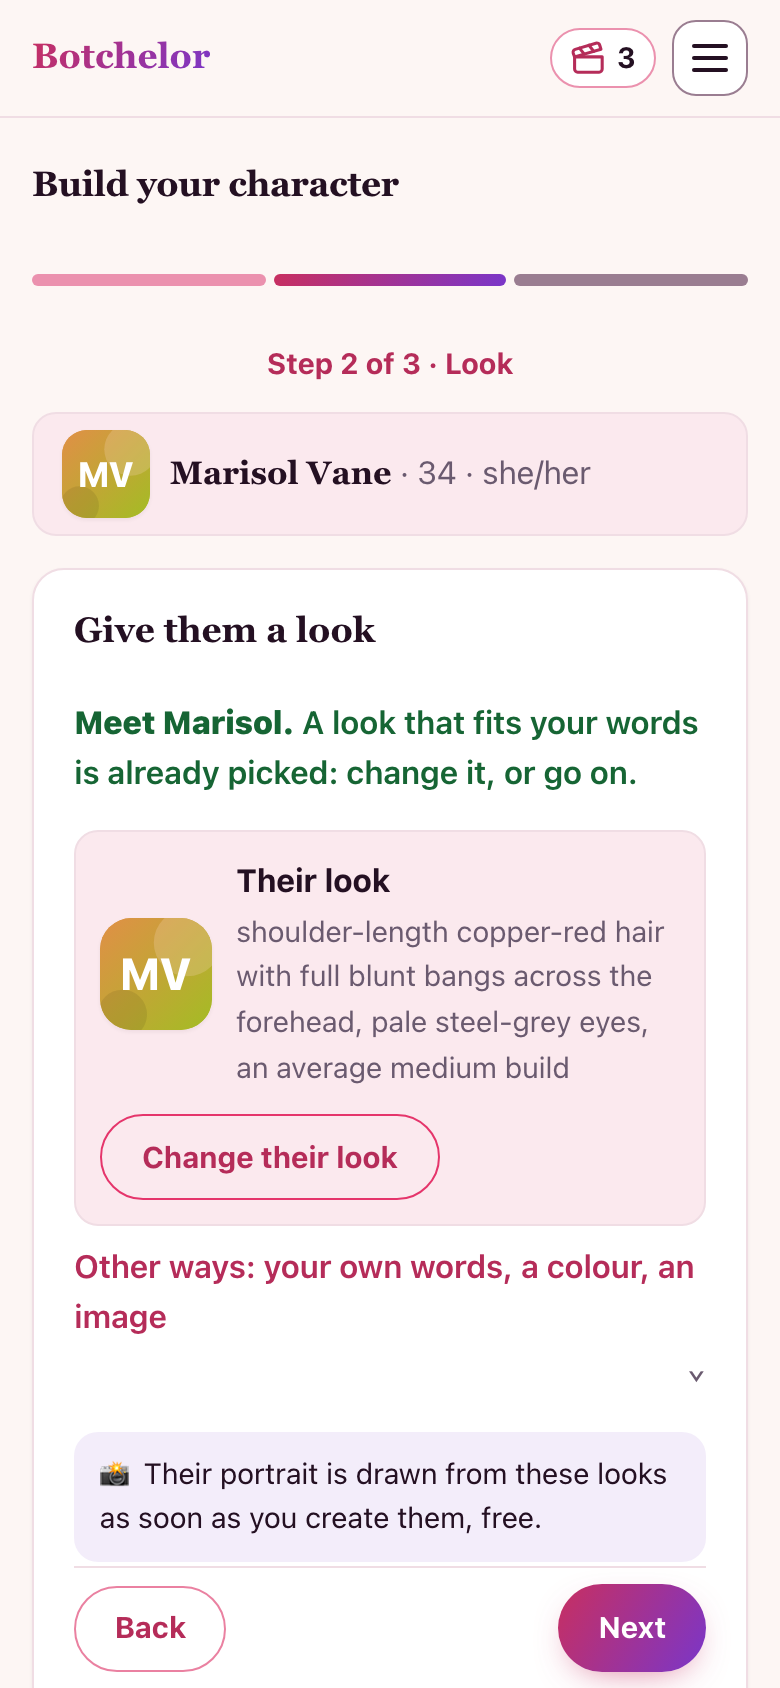 Botchelor
3
Build your character
Step 2 of 3 · Look
MV
Marisol Vane · 34 · she/her
Give them a look
Meet Marisol. A look that fits your words
is already picked: change it, or go on.
Their look
MV
shoulder-length copper-red hair
with full blunt bangs across the
forehead, pale steel-grey eyes,
an average medium build
Change their look
Other ways: your own words, a colour, an
image
📸 Their portrait is drawn from these looks
as soon as you create them, free.
Back
Next